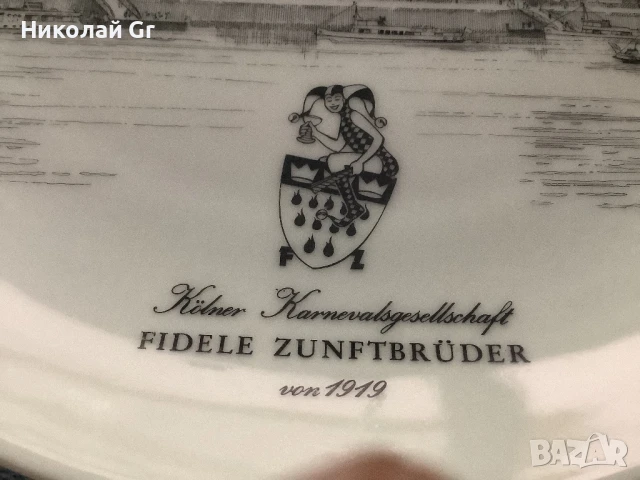 Николай Gr
F Z
Kölner Karnevalsgesellschaft
FIDELE ZUNFTBRÜDER
von 1919
BAZAR